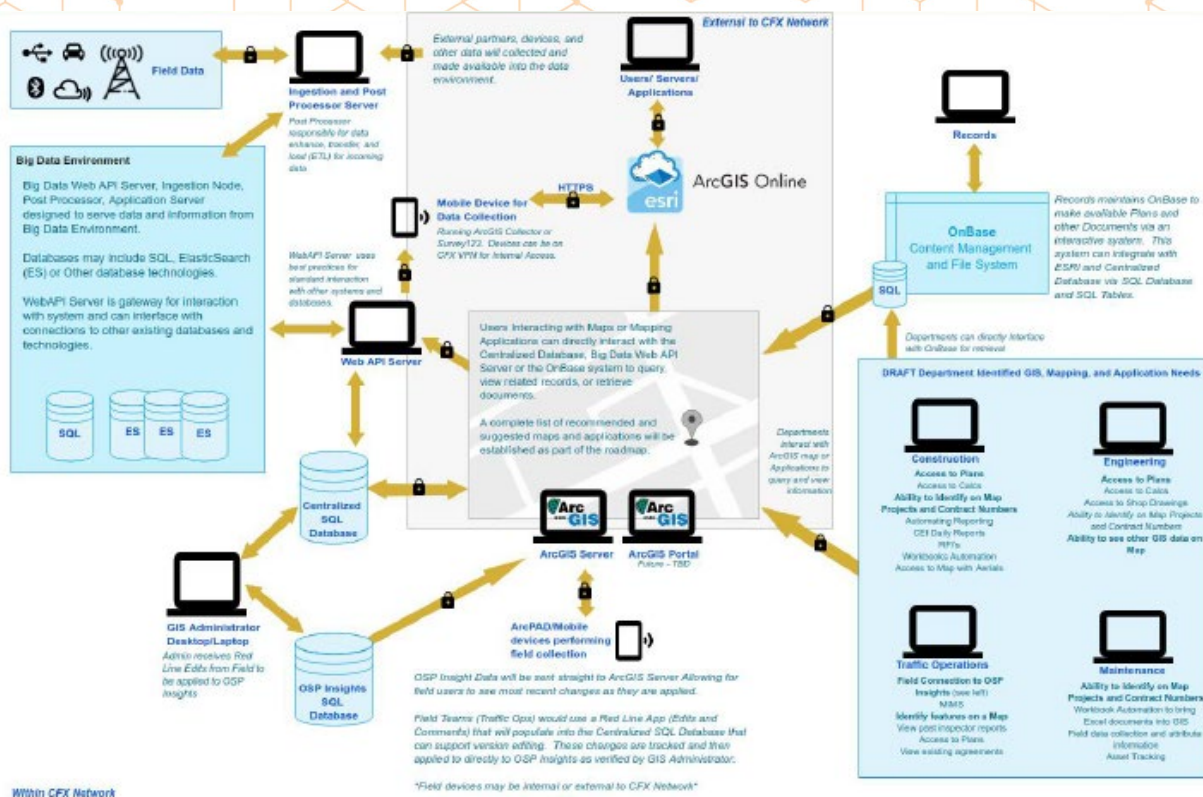 External to CFX Network
Field Data
Ingestion and Post
Processor Server
Post Processor
responsible for data
enhance, transfer, and
load (ETL) for incoming
data
External partners, devices, and
other data will collected and
made available into the data
environment.
Users/ Servers/
Applications
ArcGIS Online
esri
HTTPS
Mobile Device for
Data Collection
Running ArcGIS Collector or
Survey123. Devices can be on
CFX VPN for Internal Access.
Records
OnBase
Content Management
and File System
SQL
Records maintains OnBase to
make available Plans and
other Documents via an
interactive system. This
system can integrate with
ESRI and Centralized
Database via SQL Database
and SQL Tables.
Big Data Environment
Big Data Web API Server, Ingestion Node,
Post Processor, Application Server
designed to serve data and information from
Big Data Environment.
Databases may include SQL, ElasticSearch
(ES) or Other database technologies.
WebAPI Server is gateway for interaction
with system and can interface with
connections to other existing databases and
technologies.
SQL
ES
ES
ES
WebAPI Server uses
best practices for
standard interaction
with other systems and
databases.
Web API Server
Users Interacting with Maps or Mapping
Applications can directly interact with the
Centralized Database, Big Data Web API
Server or the OnBase system to query,
view related records, or retrieve
documents.
A complete list of recommended and
suggested maps and applications will be
established as part of the roadmap.
Departments
interact with
ArcGIS map or
Applications to
query and view
information
Departments can directly Interface
with OnBase for retrieval
Centralized
SQL
Database
Arc
GIS
ArcGIS Server
Arc
GIS
ArcGIS Portal
Future - TBD
GIS Administrator
Desktop/Laptop
Admin receives Red
Line Edits from Field to
be applied to OSP
Insights
OSP Insights
SQL
Database
ArcPAD/Mobile
devices performing
field collection
OSP Insight Data will be sent straight to ArcGIS Server Allowing for
field users to see most recent changes as they are applied.
Field Teams (Traffic Ops) would use a Red Line App (Edits and
Comments) that will populate into the Centralized SQL Database that
can support version editing. These changes are tracked and then
applied to directly to OSP Insights as verified by GIS Administrator.
*Field devices may be internal or external to CFX Network*
DRAFT Department Identified GIS, Mapping, and Application Needs
Construction
Access to Plans
Access to Calcs
Ability to Identify on Map
Projects and Contract Numbers
Automating Reporting
CEI Daily Reports
RFI's
Workbooks Automation
Access to Map with Aerials
Engineering
Access to Plans
Access to Calcs
Access to Shop Drawings
Ability to Identify on Map Projects
and Contract Numbers
Ability to see other GIS data on
Map
Traffic Operations
Field Connection to OSP
Insights (see left)
MIMS
Identify features on a Map
View past inspector reports
Access to Plans
View existing agreements
Maintenance
Ability to Identify on Map
Projects and Contract Numbers
Workbook Automation to bring
Excel documents into GIS
Field data collection and attribute
information
Asset Tracking
Within CFX Network